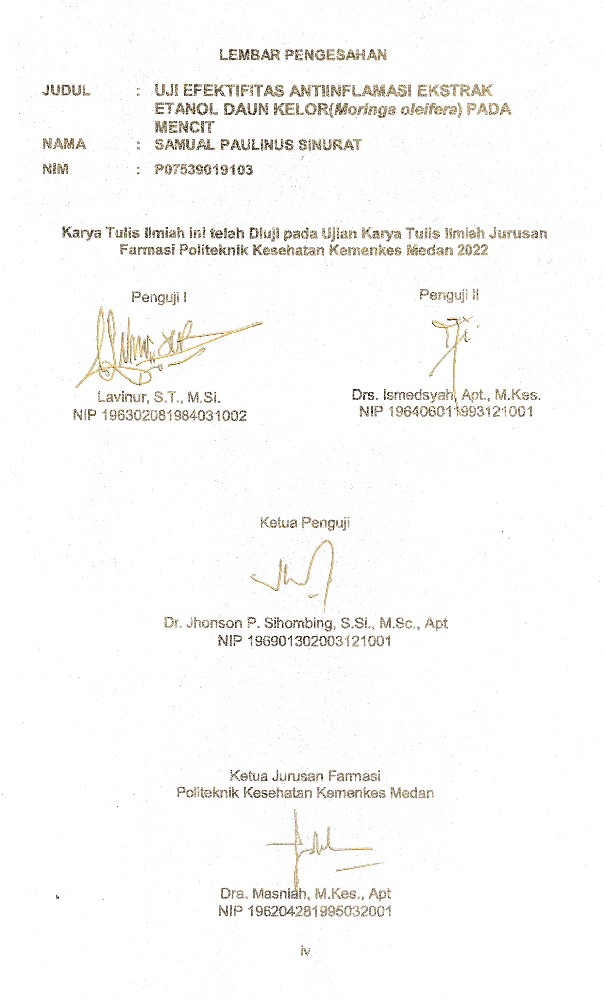 LEMBAR PENGESAHAN
JUDUL : UJI EFEKTIFITAS ANTIINFLAMASI EKSTRAK
ETANOL DAUN KELOR(Moringa oleifera) PADA
MENCIT
NAMA : SAMUAL PAULINUS SINURAT
NIM : P07539019103
Karya Tulis Ilmiah ini telah Diuji pada Ujian Karya Tulis Ilmiah Jurusan
Farmasi Politeknik Kesehatan Kemenkes Medan 2022
Penguji I
Penguji II
Lavinur, S.T., M.Si.
NIP 196302081984031002
Drs. Ismedsyah, Apt., M.Kes.
NIP 196406011993121001
Ketua Penguji
Dr. Jhonson P. Sihombing, S.Si., M.Sc., Apt
NIP 196901302003121001
Ketua Jurusan Farmasi
Politeknik Kesehatan Kemenkes Medan
Dra. Masniah, M.Kes., Apt
NIP 196204281995032001
iv